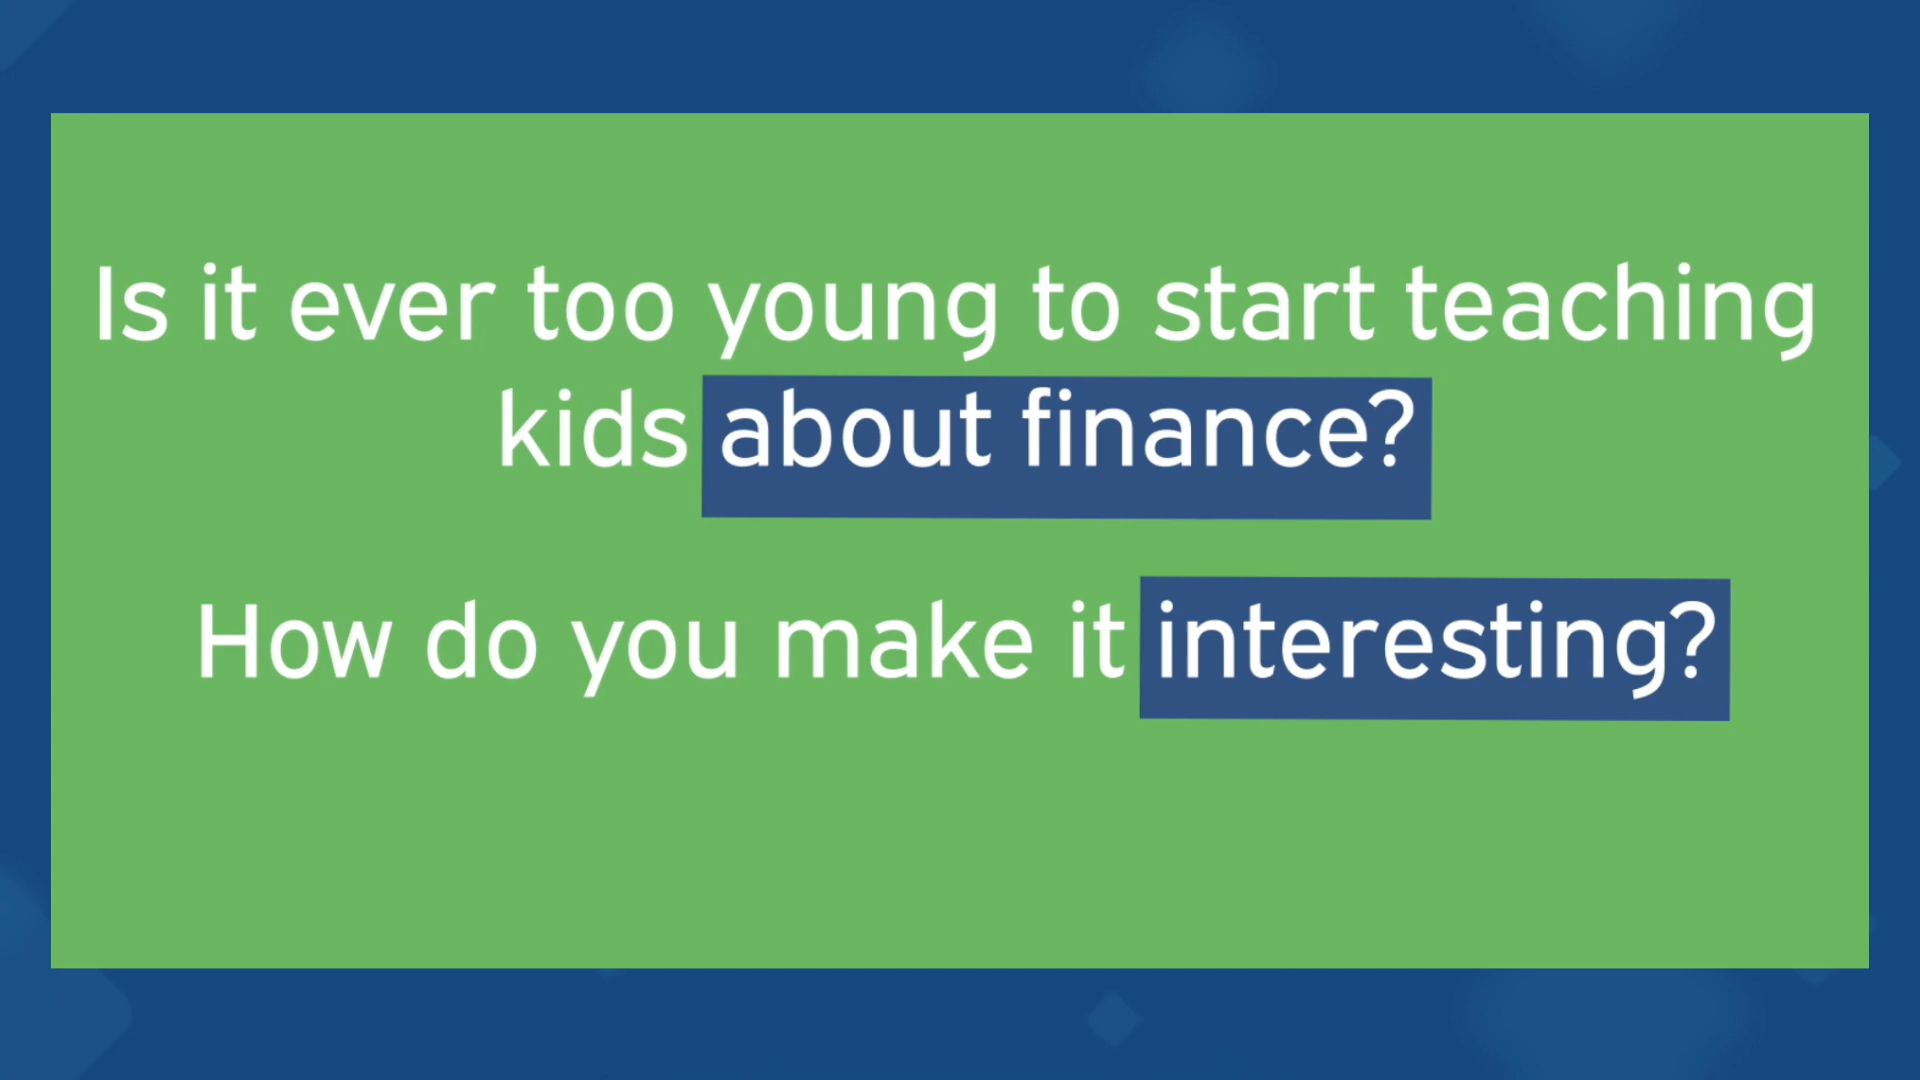 Is it ever too young to start teaching
kids about finance?
How do you make it interesting?